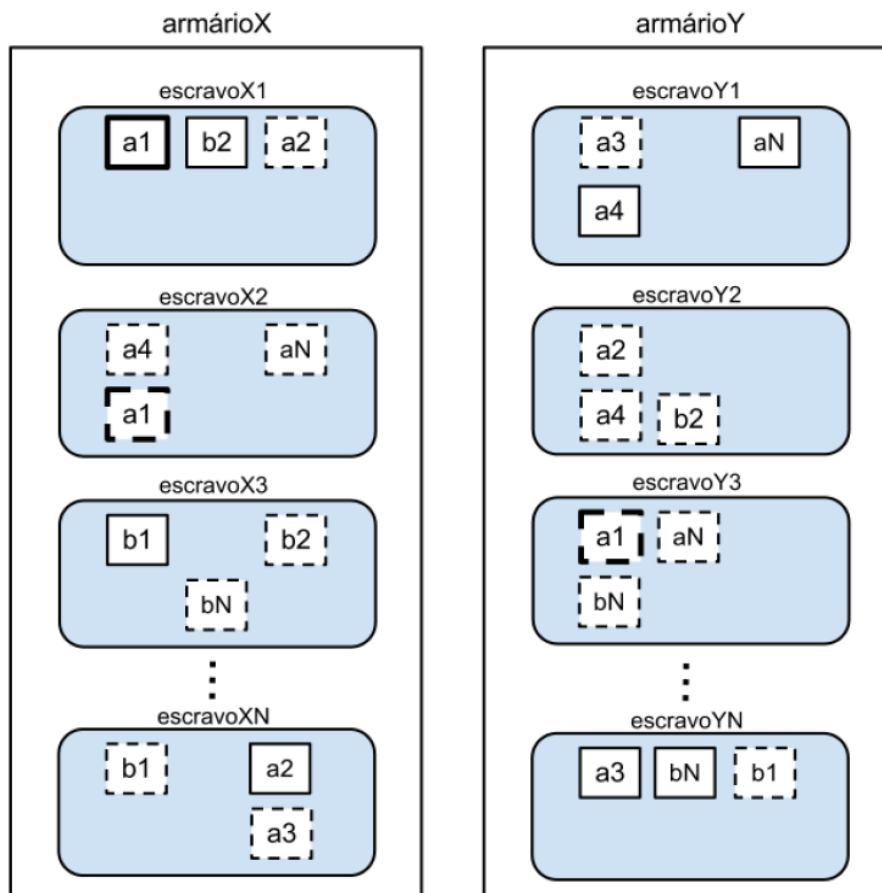 armárioX
escravoX1
a1 b2 a2
escravoX2
a4 aN
a1
escravoX3
b1 b2
bN
escravoXN
b1 a2
a3
armárioY
escravoY1
a3 aN
a4
escravoY2
a2
a4 b2
escravoY3
a1 aN
bN
escravoYN
a3 bN b1